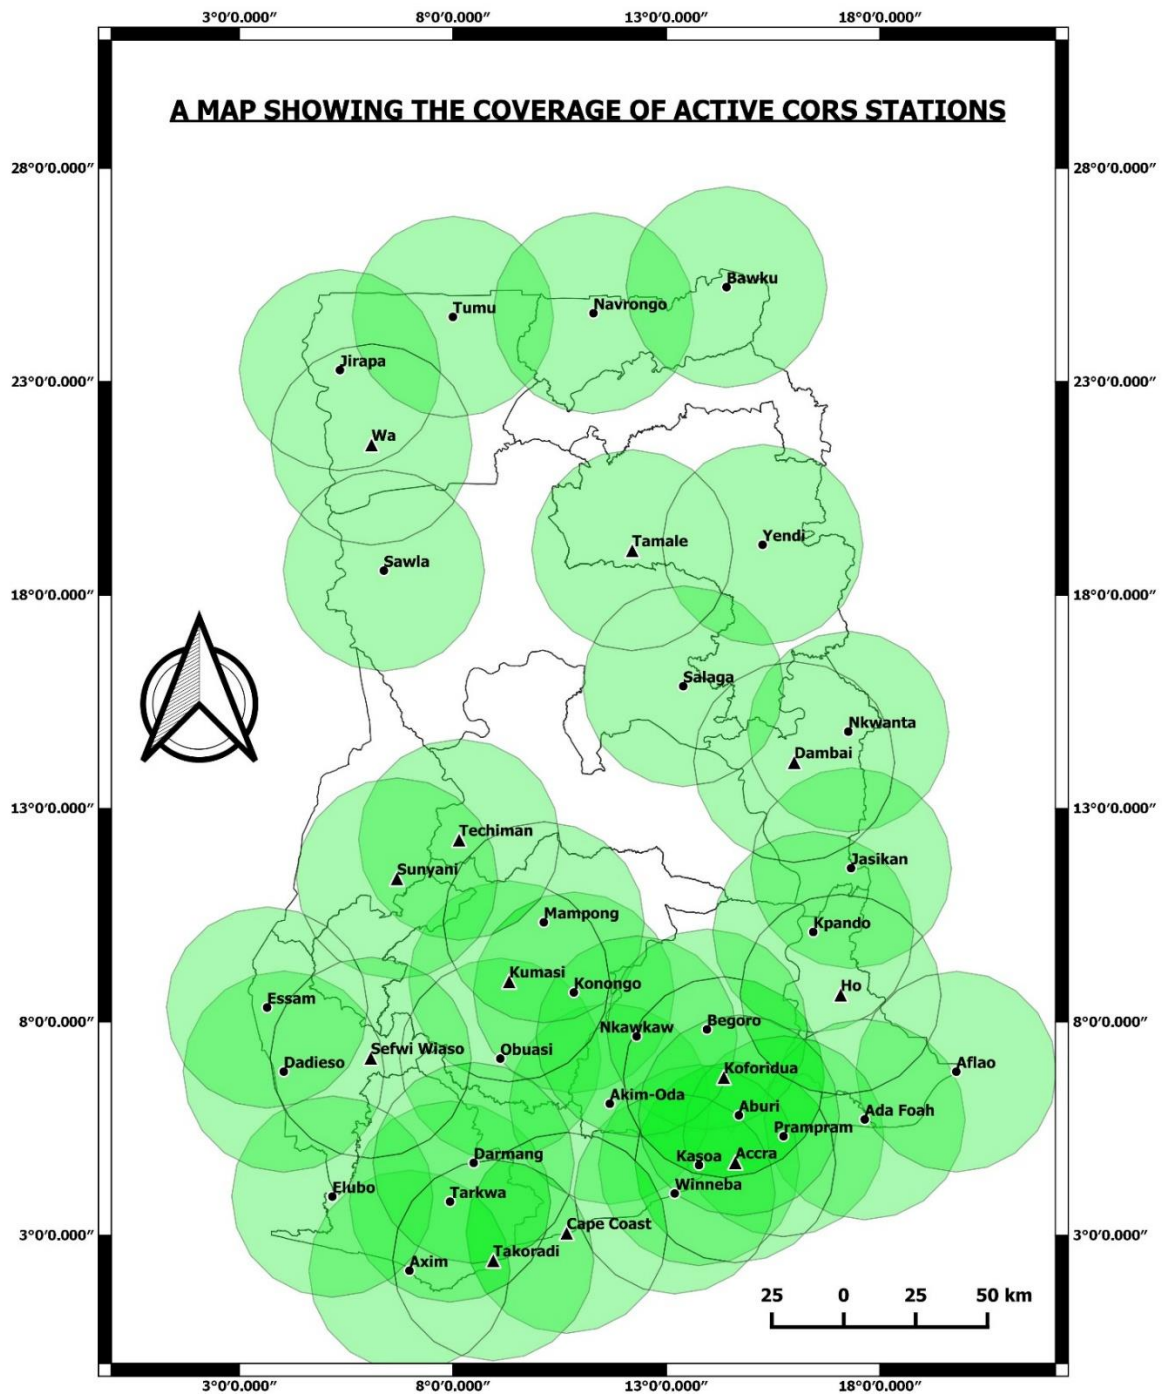 3°0′0.000″ 8°0′0.000″ 13°0′0.000″ 18°0′0.000″
A MAP SHOWING THE COVERAGE OF ACTIVE CORS STATIONS
28°0′0.000″ 28°0′0.000″
Bawku
Tumu
Navrongo
Jirapa
23°0′0.000″ 23°0′0.000″
Wa
Tamale
Yendi
Sawla
18°0′0.000″ 18°0′0.000″
Salaga
Nkwanta
Dambai
13°0′0.000″ 13°0′0.000″
Techiman
Sunyani
Jasikan
Mampong
Kpando
Kumasi
Konongo
Ho
Essam
8°0′0.000″ 8°0′0.000″
Nkawkaw
Begoro
Sefwi Wiaso
Obuasi
Dadieso
Koforidua
Aflao
Akim-Oda
Aburi
Ada Foah
Prampram
Darmang
Kasoa
Accra
Elubo
Tarkwa
Winneba
Cape Coast
3°0′0.000″ 3°0′0.000″
Takoradi
Axim
25 0 25 50 km
3°0′0.000″ 8°0′0.000″ 13°0′0.000″ 18°0′0.000″